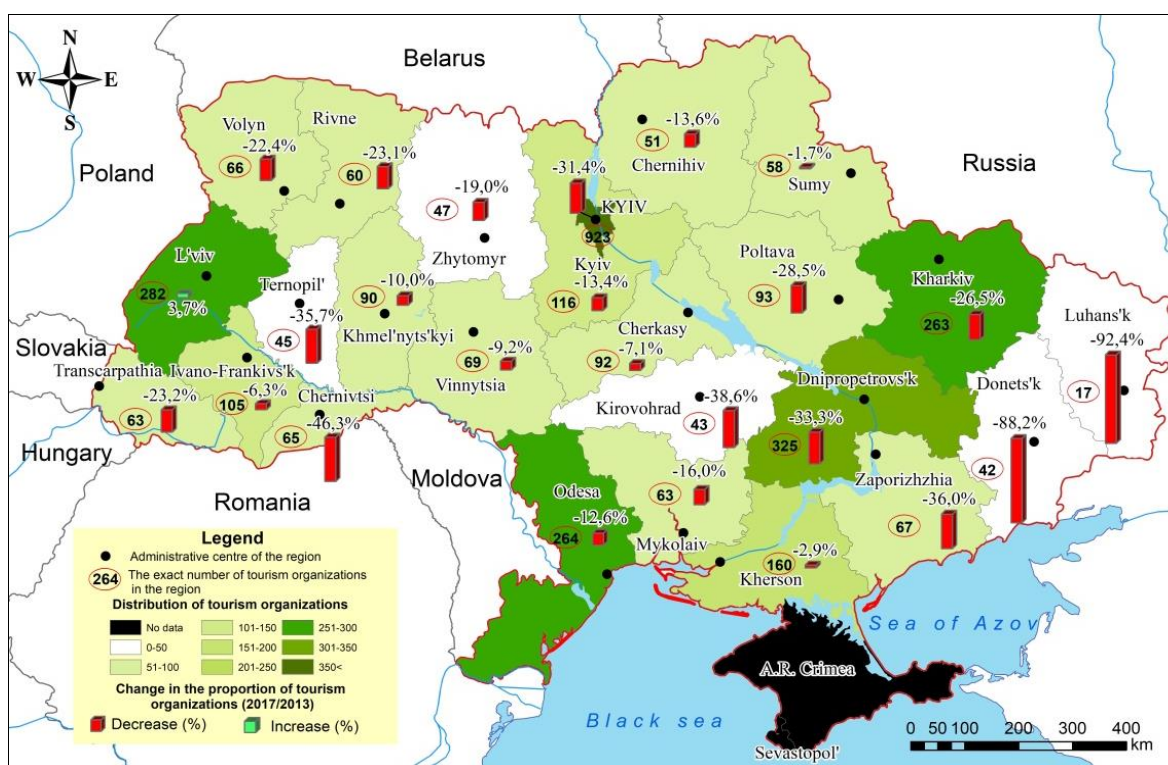 N
W E
S
Belarus
Poland
Russia
Slovakia
Hungary
Romania
Moldova
Volyn
-22,4%
66
Rivne
-23,1%
60
-19,0%
47
Zhytomyr
-31,4%
KYIV
923
Kyiv
-13,4%
116
-13,6%
51
Chernihiv
-1,7%
58
Sumy
L'viv
282
3,7%
Ternopil'
-35,7%
45
-10,0%
90
Khmel'nyts'kyi
-9,2%
69
Vinnytsia
Cherkasy
-7,1%
92
Poltava
-28,5%
93
Kharkiv
-26,5%
263
Luhans'k
-92,4%
17
Donets'k
-88,2%
42
Transcarpathia
-23,2%
63
Ivano-Frankivs'k
-6,3%
105
Chernivtsi
-46,3%
65
Kirovohrad
-38,6%
43
Dnipropetrovs'k
-33,3%
325
Zaporizhzhia
-36,0%
67
Odesa
-12,6%
264
-16,0%
63
Mykolaiv
-2,9%
160
Kherson
Sea of Azov
A.R. Crimea
Black sea
Sevastopol'
Legend
Administrative centre of the region
264 The exact number of tourism organizations
in the region
Distribution of tourism organizations
No data 101-150 251-300
0-50 151-200 301-350
51-100 201-250 350<
Change in the proportion of tourism
organizations (2017/2013)
Decrease (%) Increase (%)
0 50 100 200 300 400
km